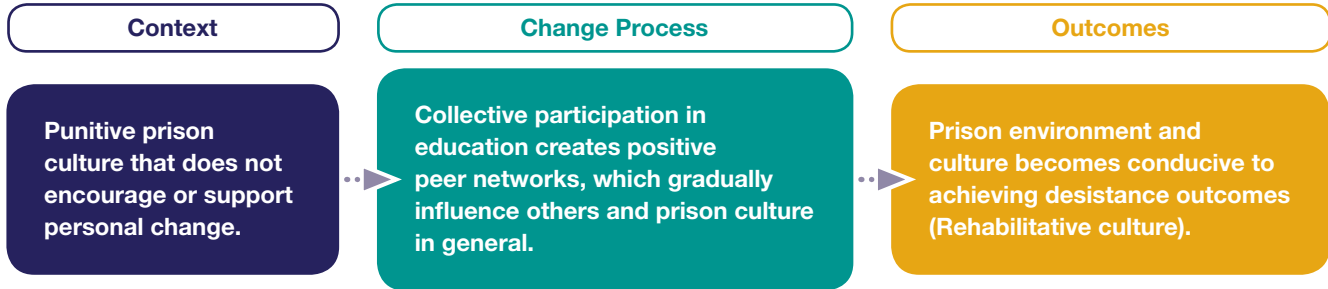 Context
Change Process
Outcomes
Punitive prison
culture that does not
encourage or support
personal change.
Collective participation in
education creates positive
peer networks, which gradually
influence others and prison culture
in general.
Prison environment and
culture becomes conducive to
achieving desistance outcomes
(Rehabilitative culture).